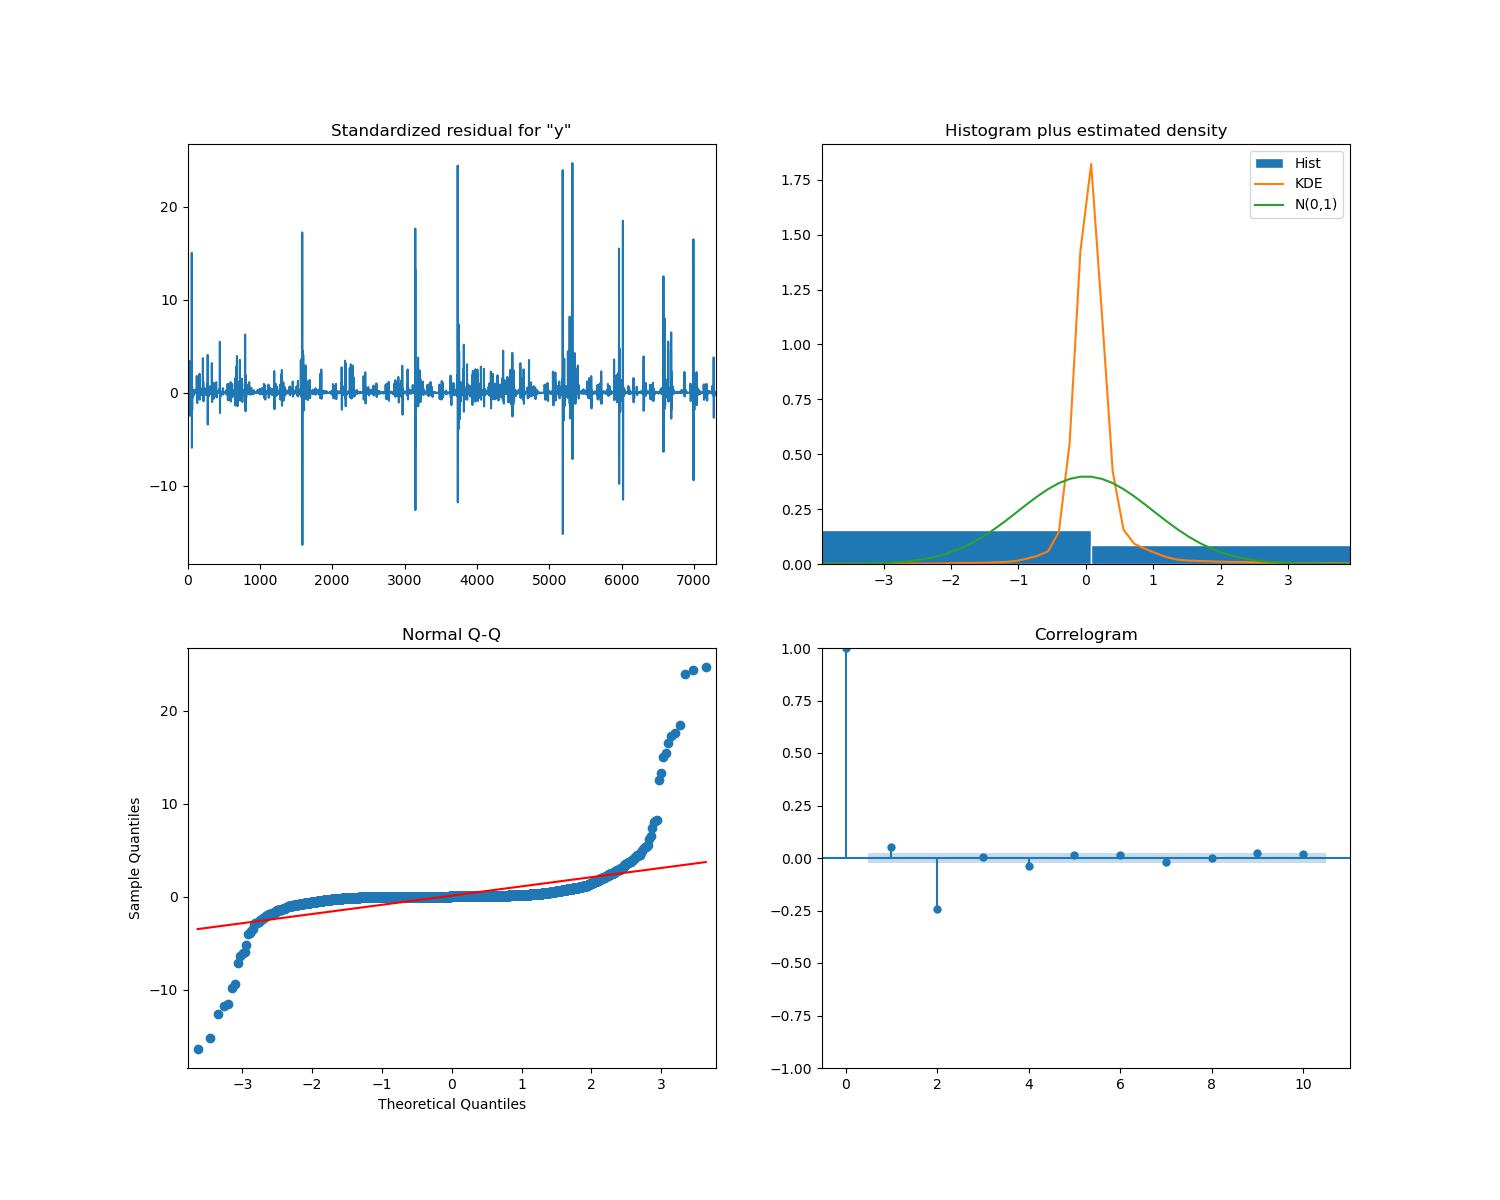 Standardized residual for "y"
20
10
0
−10
0 1000 2000 3000 4000 5000 6000 7000
Histogram plus estimated density
Hist
KDE
N(0,1)
1.75
1.50
1.25
1.00
0.75
0.50
0.25
0.00
−3 −2 −1 0 1 2 3
Normal Q-Q
Sample Quantiles
20
10
0
−10
−3 −2 −1 0 1 2 3
Theoretical Quantiles
Correlogram
1.00
0.75
0.50
0.25
0.00
−0.25
−0.50
−0.75
−1.00
0 2 4 6 8 10